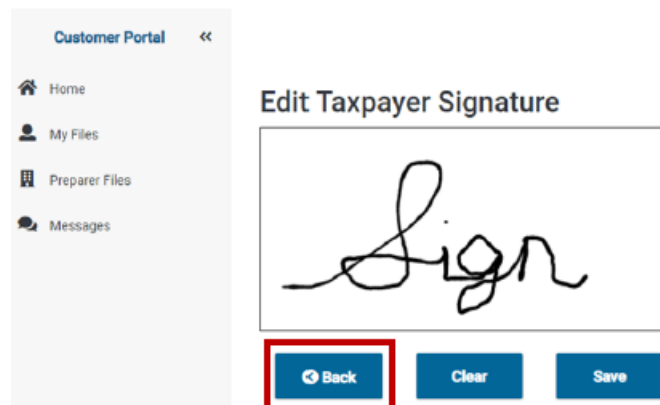 Customer Portal
Home
My Files
Preparer Files
Messages
Edit Taxpayer Signature
Sign
Back
Clear
Save